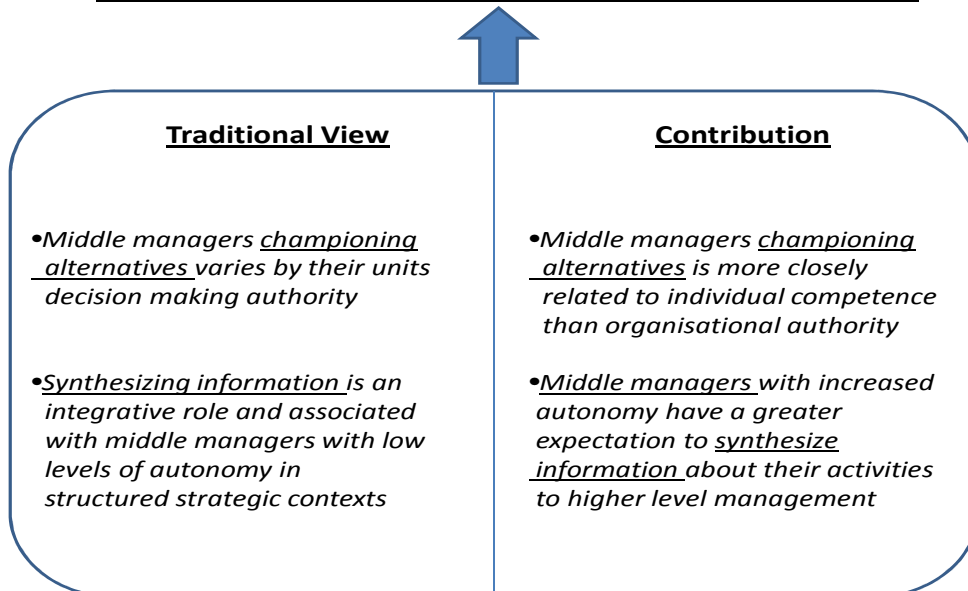 Traditional View
•Middle managers championing
alternatives varies by their units
decision making authority
•Synthesizing information is an
integrative role and associated
with middle managers with low
levels of autonomy in
structured strategic contexts
Contribution
•Middle managers championing
alternatives is more closely
related to individual competence
than organisational authority
•Middle managers with increased
autonomy have a greater
expectation to synthesize
information about their activities
to higher level management